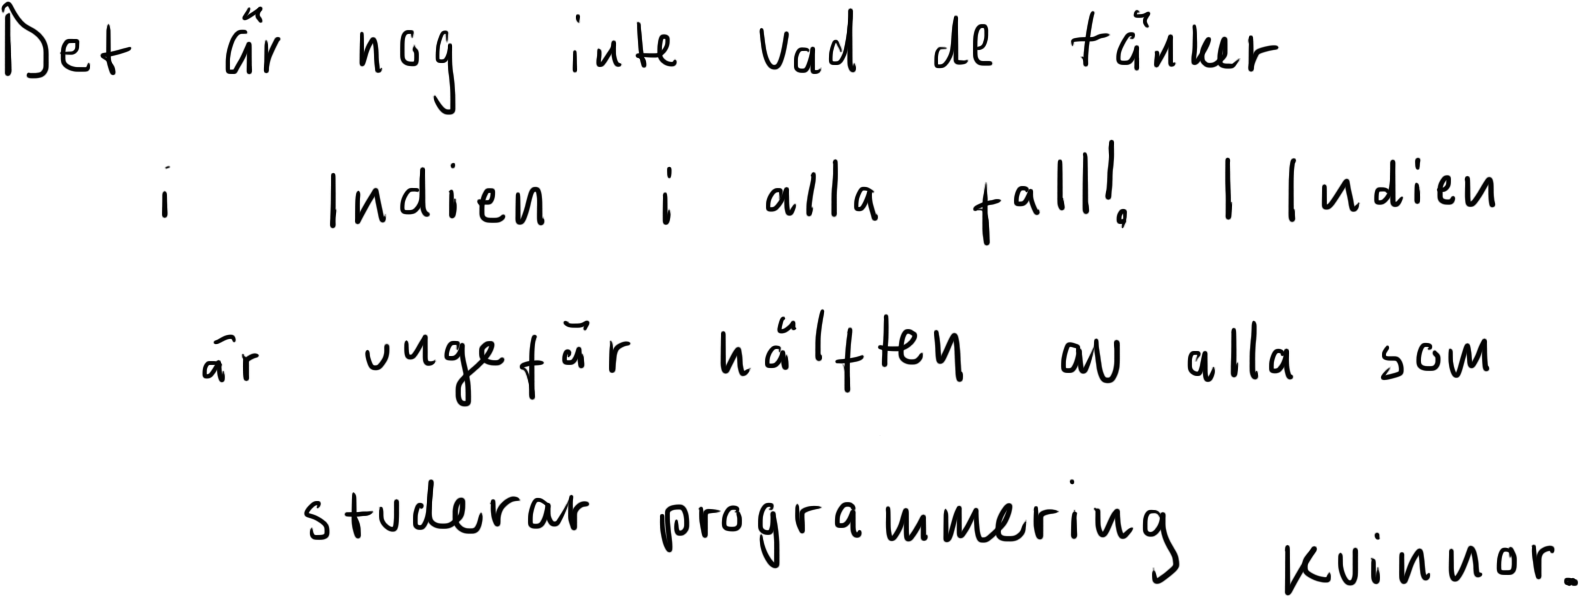 Det är nog inte vad de tänker
i Indien i alla fall! I Indien
är ungefär hälften av alla som
studerar programmering kvinnor.